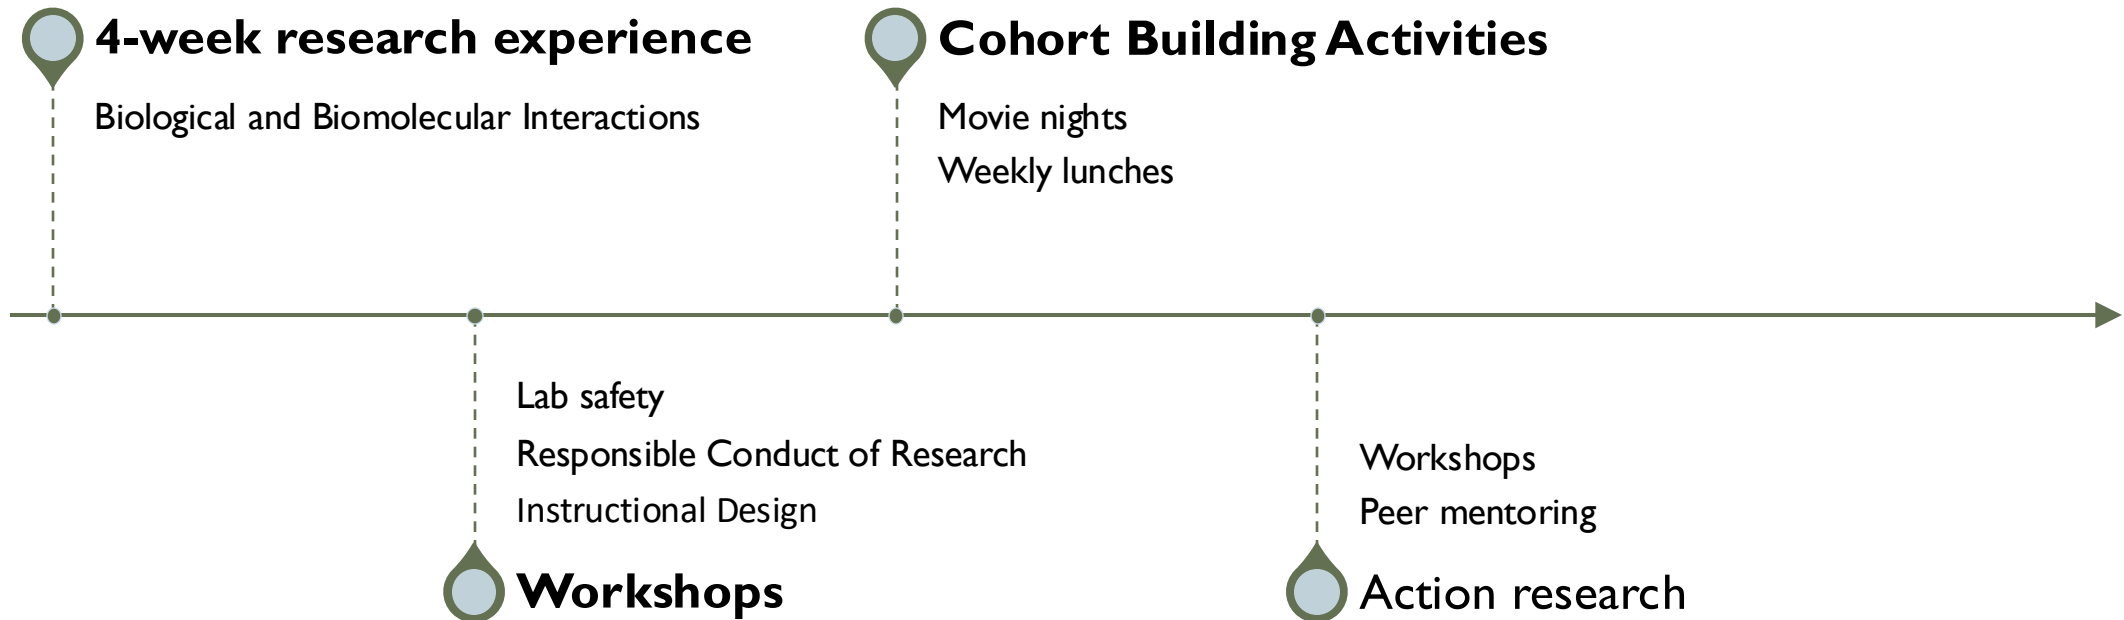 4-week research experience
Biological and Biomolecular Interactions
Cohort Building Activities
Movie nights
Weekly lunches
Lab safety
Responsible Conduct of Research
Instructional Design
Workshops
Workshops
Peer mentoring
Action research